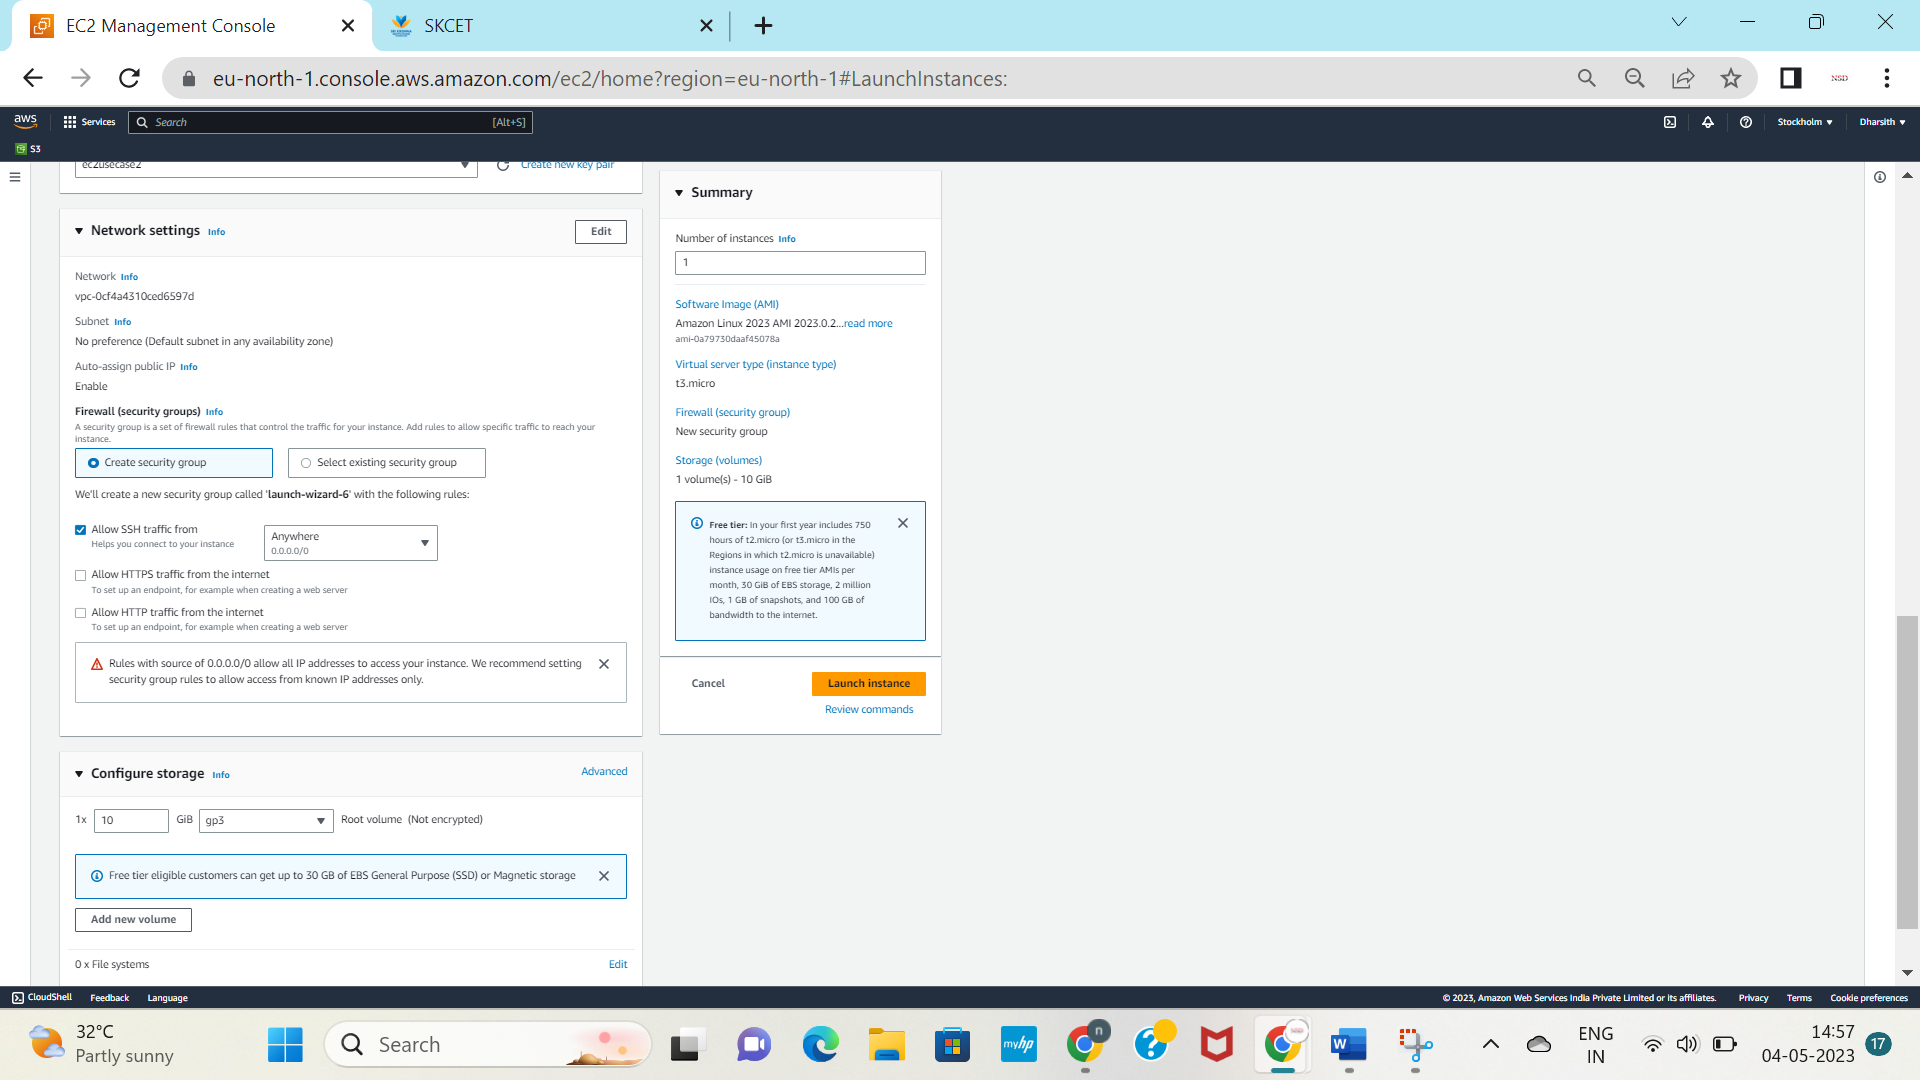 EC2 Management Console
SKCET
eu-north-1.console.aws.amazon.com/ec2/home?region=eu-north-1#LaunchInstances:
NSD
aws
Services
Search
[Alt+S]
Stockholm
Dharsith
S3
ec2usecase2
Create new key pair
Network settings Info
Edit
Network Info
vpc-0cf4a4310ced6597d
Subnet Info
No preference (Default subnet in any availability zone)
Auto-assign public IP Info
Enable
Firewall (security groups) Info
A security group is a set of firewall rules that control the traffic for your instance. Add rules to allow specific traffic to reach your
instance.
Create security group
Select existing security group
We'll create a new security group called 'launch-wizard-6' with the following rules:
Allow SSH traffic from
Helps you connect to your instance
Anywhere
0.0.0.0/0
Allow HTTPS traffic from the internet
To set up an endpoint, for example when creating a web server
Allow HTTP traffic from the internet
To set up an endpoint, for example when creating a web server
Rules with source of 0.0.0.0/0 allow all IP addresses to access your instance. We recommend setting
security group rules to allow access from known IP addresses only.
Configure storage Info
Advanced
1x 10 GiB gp3 Root volume (Not encrypted)
Free tier eligible customers can get up to 30 GB of EBS General Purpose (SSD) or Magnetic storage
Add new volume
0 x File systems
Edit
Summary
Number of instances Info
1
Software Image (AMI)
Amazon Linux 2023 AMI 2023.0.2...read more
ami-0a79730daaf45078a
Virtual server type (instance type)
t3.micro
Firewall (security group)
New security group
Storage (volumes)
1 volume(s) - 10 GiB
Free tier: In your first year includes 750
hours of t2.micro (or t3.micro in the
Regions in which t2.micro is unavailable)
instance usage on free tier AMIs per
month, 30 GiB of EBS storage, 2 million
IOs, 1 GB of snapshots, and 100 GB of
bandwidth to the internet.
Cancel
Launch instance
Review commands
CloudShell
Feedback
Language
© 2023, Amazon Web Services India Private Limited or its affiliates.
Privacy
Terms
Cookie preferences
32°C
Partly sunny
Search
myhp
n
W
ENG
IN
14:57
04-05-2023
17